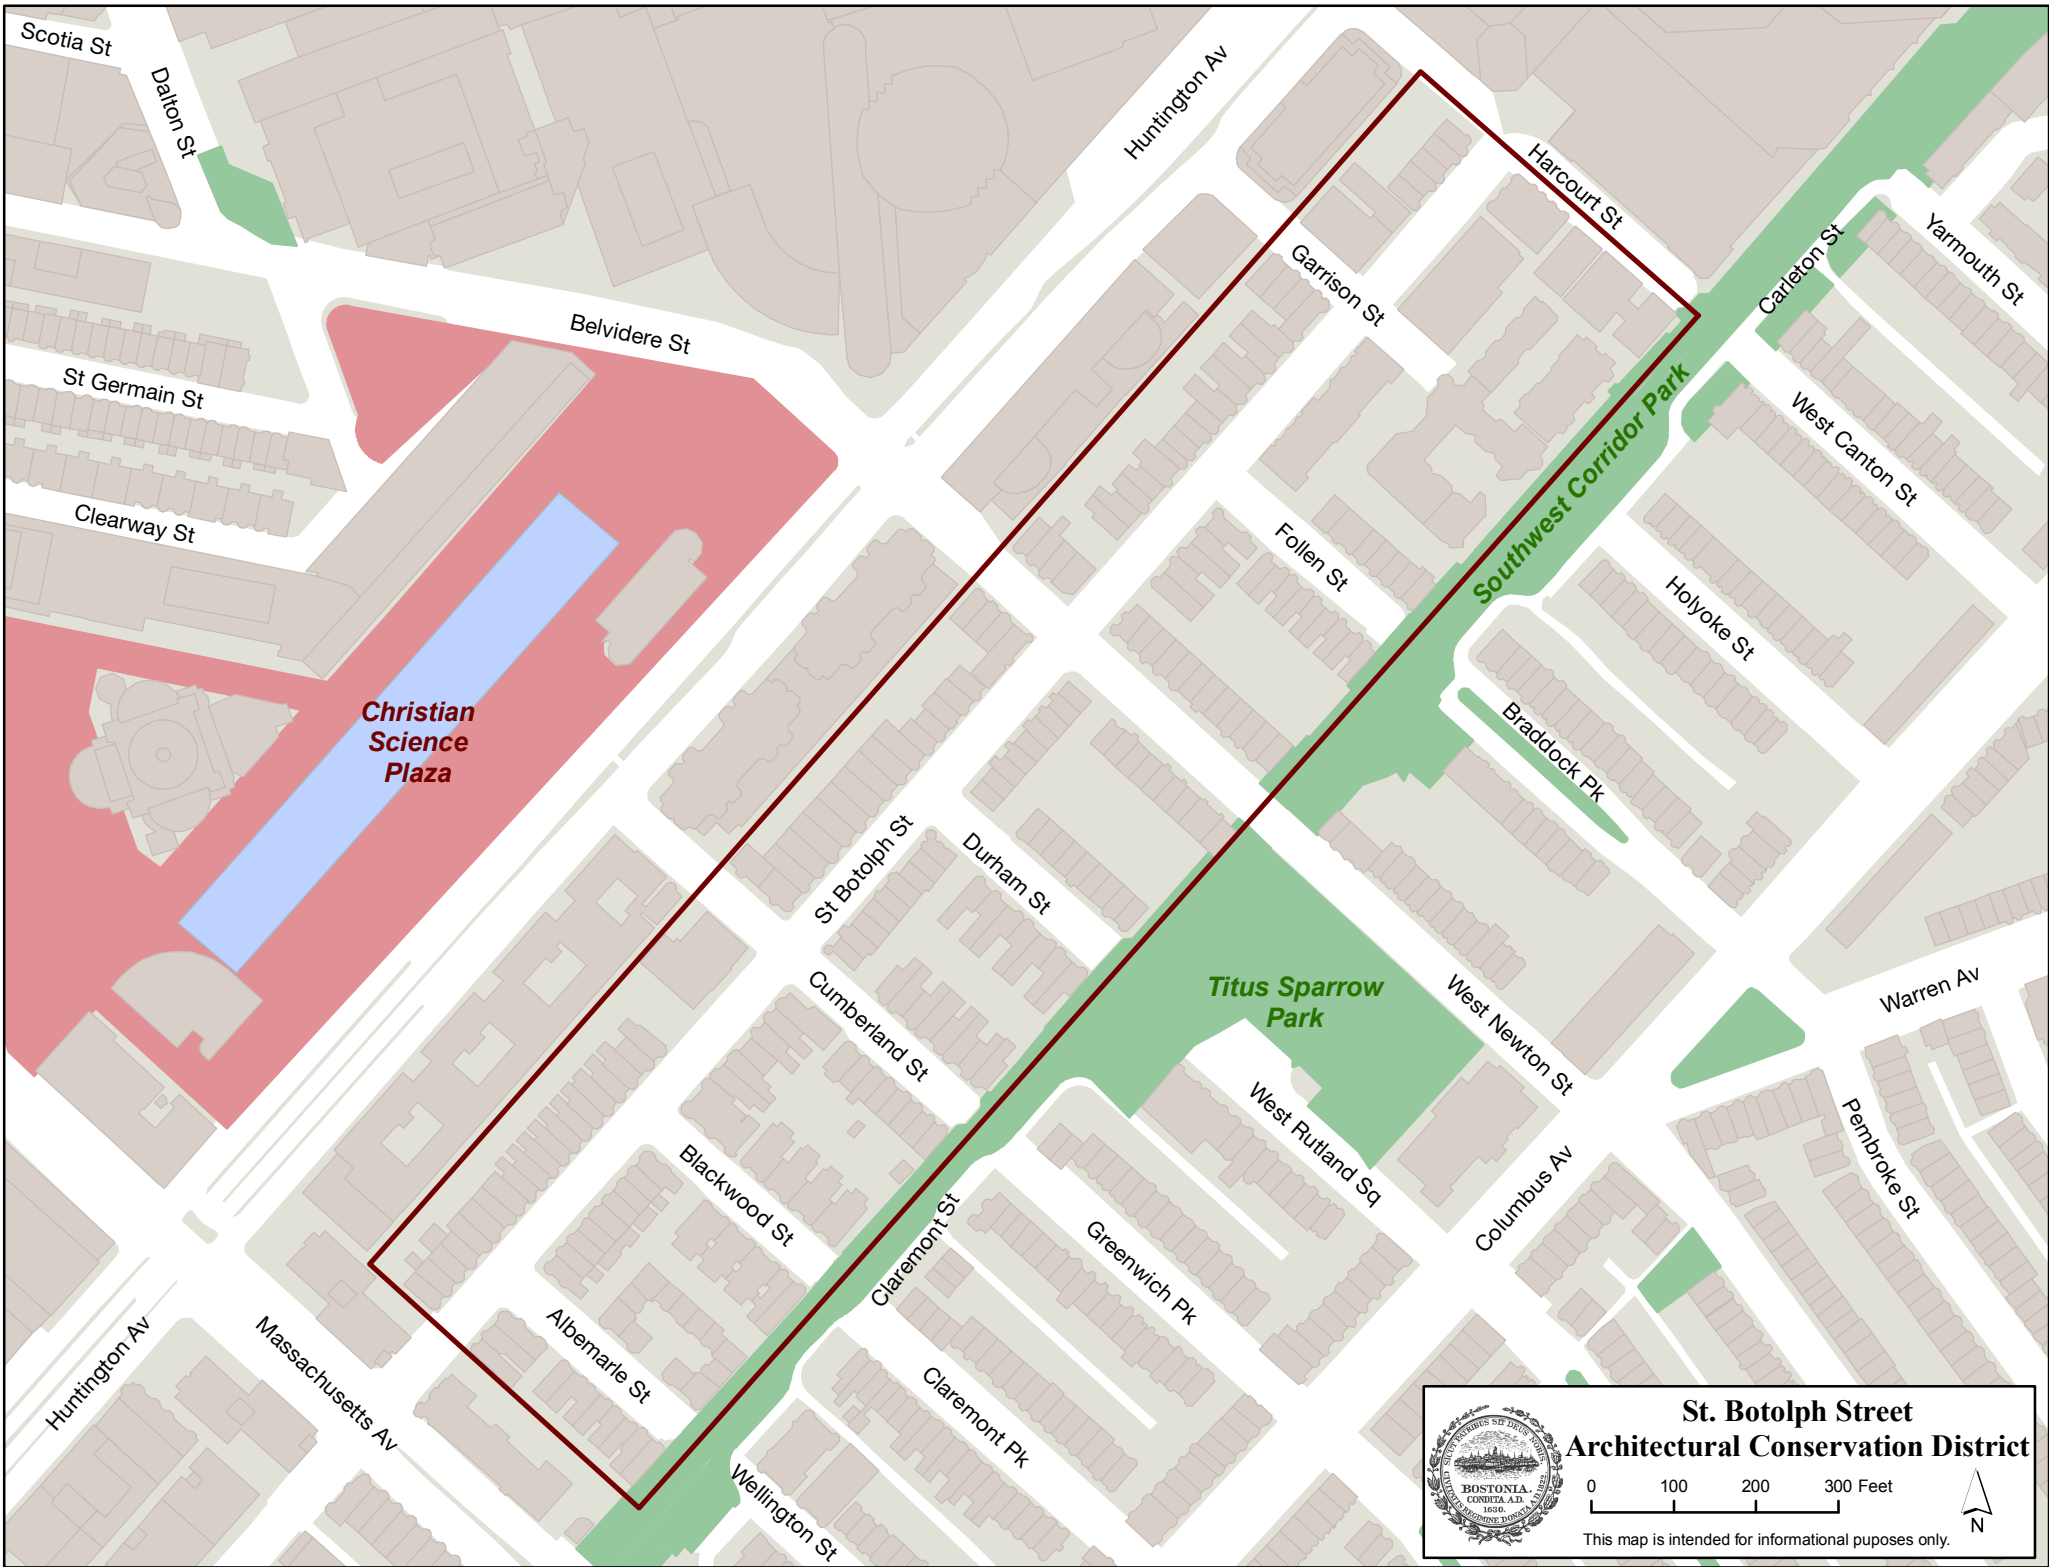 Scotia St
Dalton St
Huntington Av
Harcourt St
Yarmouth St
Carleton St
Garrison St
Belvidere St
St Germain St
Southwest Corridor Park
West Canton St
Clearway St
Follen St
Holyoke St
Christian
Science
Plaza
Braddock Pk
St Botolph St
Durham St
Titus Sparrow
Park
Warren Av
Cumberland St
West Newton St
West Rutland Sq
Pembroke St
Columbus Av
Blackwood St
Claremont St
Greenwich Pk
Albemarle St
Huntington Av
Massachusetts Av
Claremont Pk
Wellington St
St. Botolph Street
Architectural Conservation District
0 100 200 300 Feet
BOSTONIA.
CONDITA A.D.
1630.
N
This map is intended for informational puposes only.